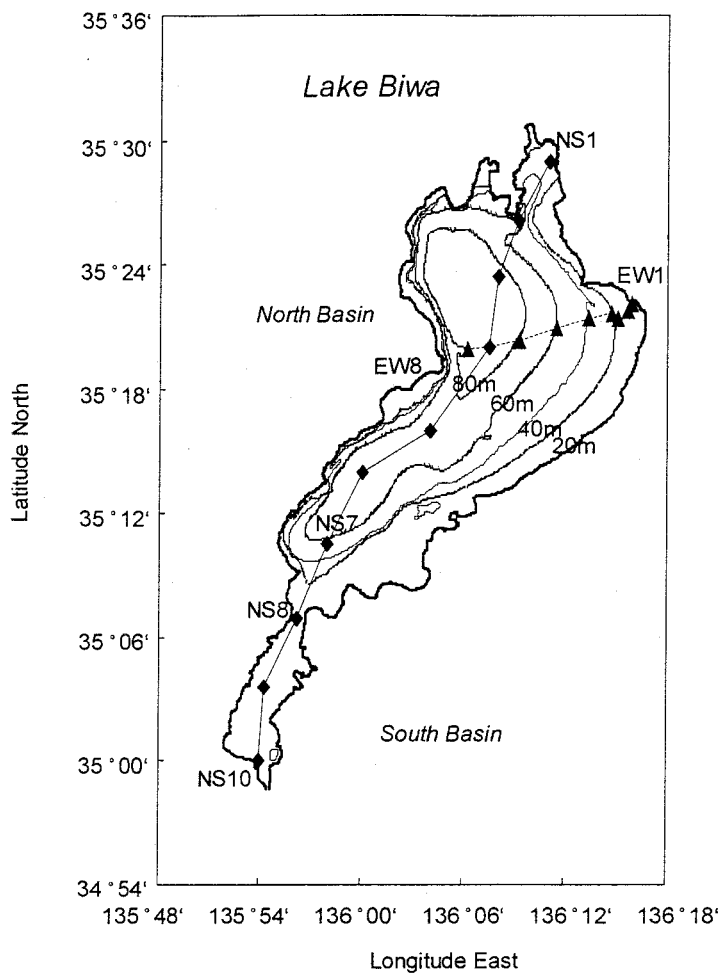 35°36‘
Lake Biwa
35°30‘
NS1
35°24‘
EW1
North Basin
EW8
35°18‘
80m
60m
40m
20m
Latitude North
35°12‘
NS7
NS8
35°06‘
South Basin
35°00‘
NS10
34°54‘
135°48‘ 135°54‘ 136°00‘ 136°06‘ 136°12‘ 136°18‘
Longitude East